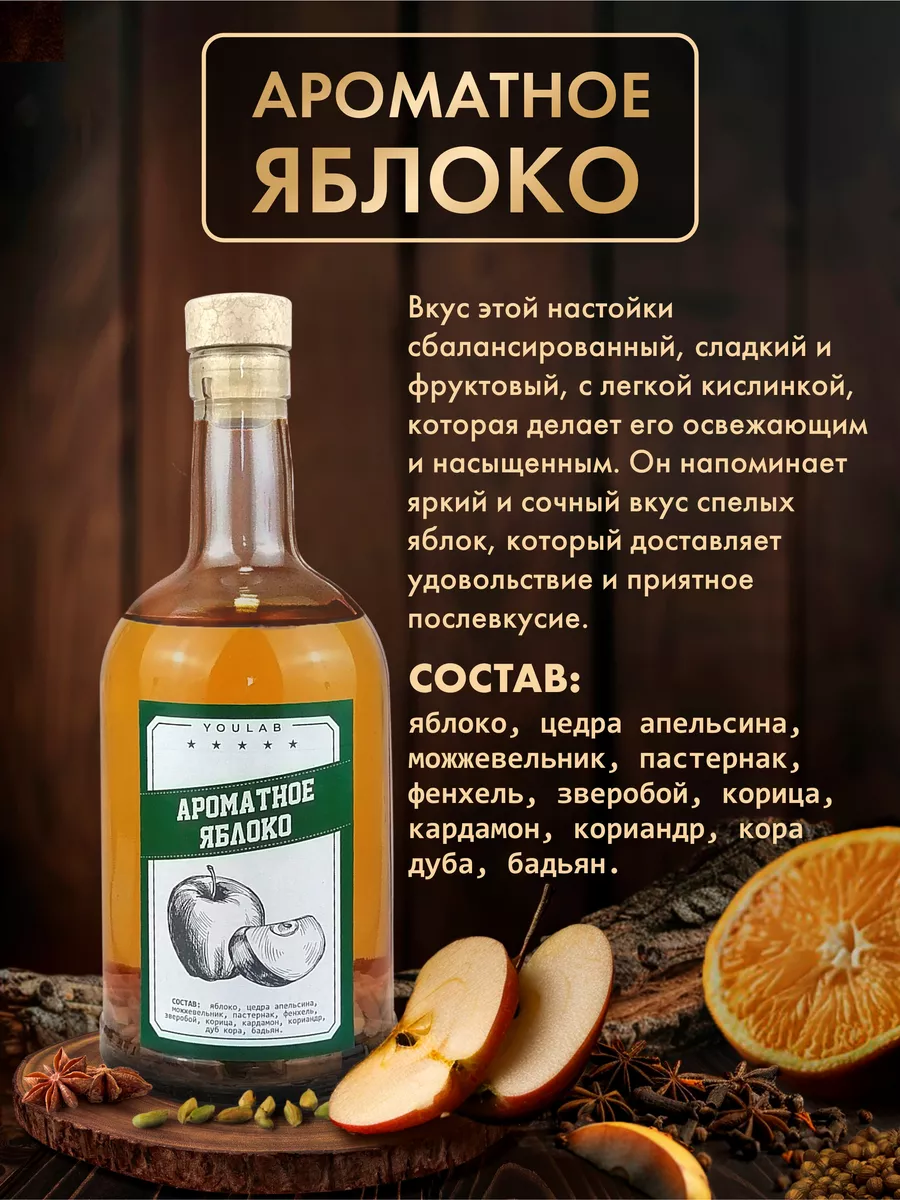 АРОМАТНОЕ
ЯБЛОКО
Вкус этой настойки
сбалансированный, сладкий и
фруктовый, с легкой кислинкой,
которая делает его освежающим
и насыщенным. Он напоминает
яркий и сочный вкус спелых
яблок, который доставляет
удовольствие и приятное
послевкусие.
СОСТАВ:
яблоко, цедра апельсина,
можжевельник, пастернак,
фенхель, зверобой, корица,
кардамон, кориандр, кора
дуба, бадьян.
YOULAB
АРОМАТНОЕ
ЯБЛОКО
СОСТАВ: яблоко, цедра апельсина,
можжевельник, пастернак, фенхель,
зверобой, корица, кардамон, кориандр,
дуб кора, бадьян.